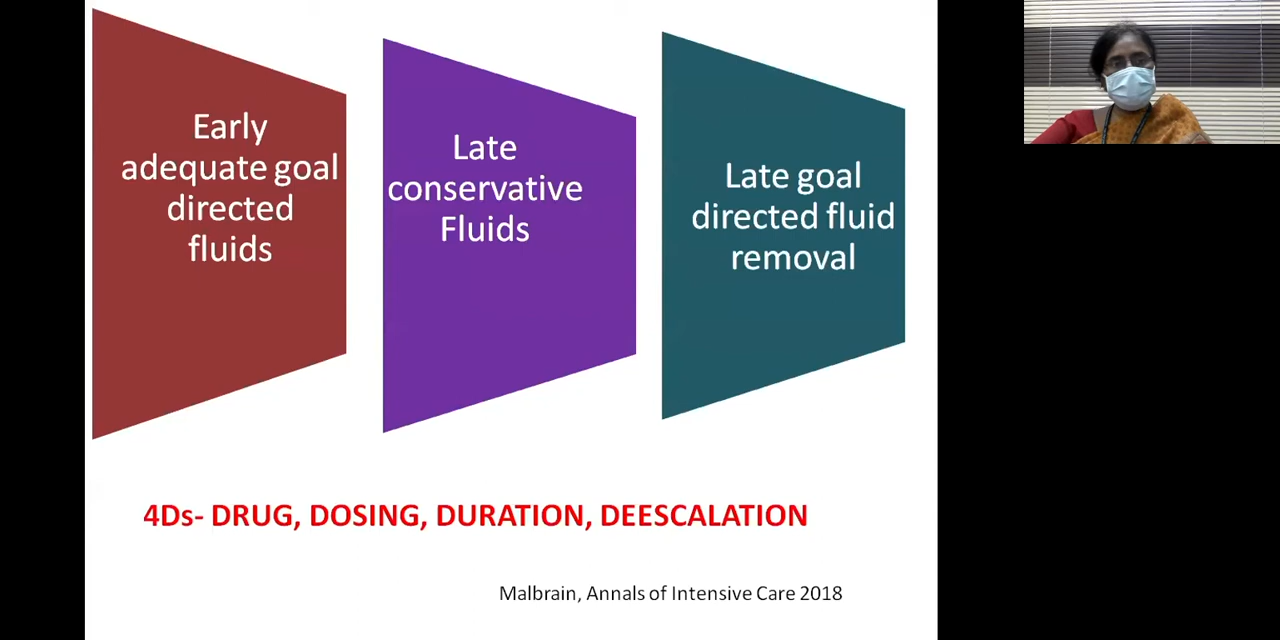 Early
adequate goal
directed
fluids
Late
conservative
Fluids
Late goal
directed fluid
removal
4Ds- DRUG, DOSING, DURATION, DEESCALATION
Malbrain, Annals of Intensive Care 2018